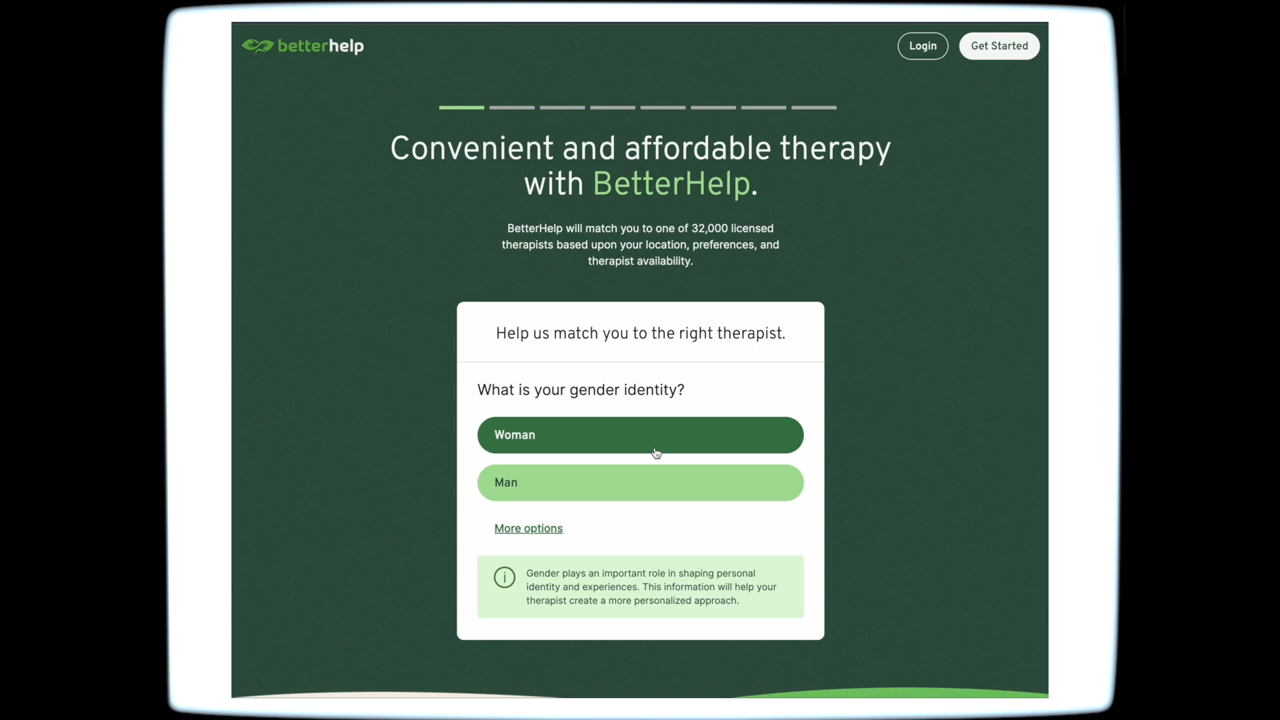 betterhelp
Login
Get Started
Convenient and affordable therapy
with BetterHelp.
BetterHelp will match you to one of 32,000 licensed
therapists based upon your location, preferences, and
therapist availability.
Help us match you to the right therapist.
What is your gender identity?
Woman
Man
More options
Gender plays an important role in shaping personal
identity and experiences. This information will help your
therapist create a more personalized approach.